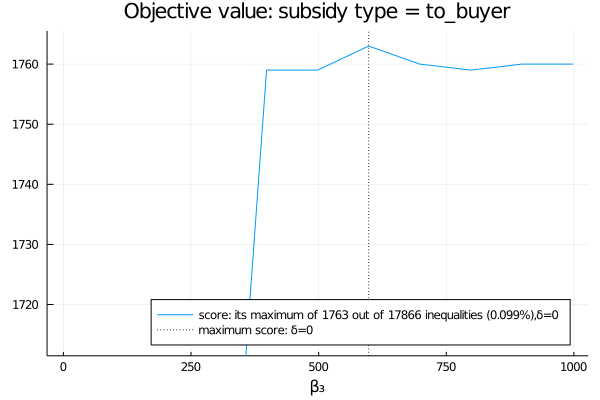 Objective value: subsidy type = to_buyer
1760
1750
1740
1730
1720
score: its maximum of 1763 out of 17866 inequalities (0.099%),δ=0
maximum score: δ=0
0 250 500 750 1000
β₃